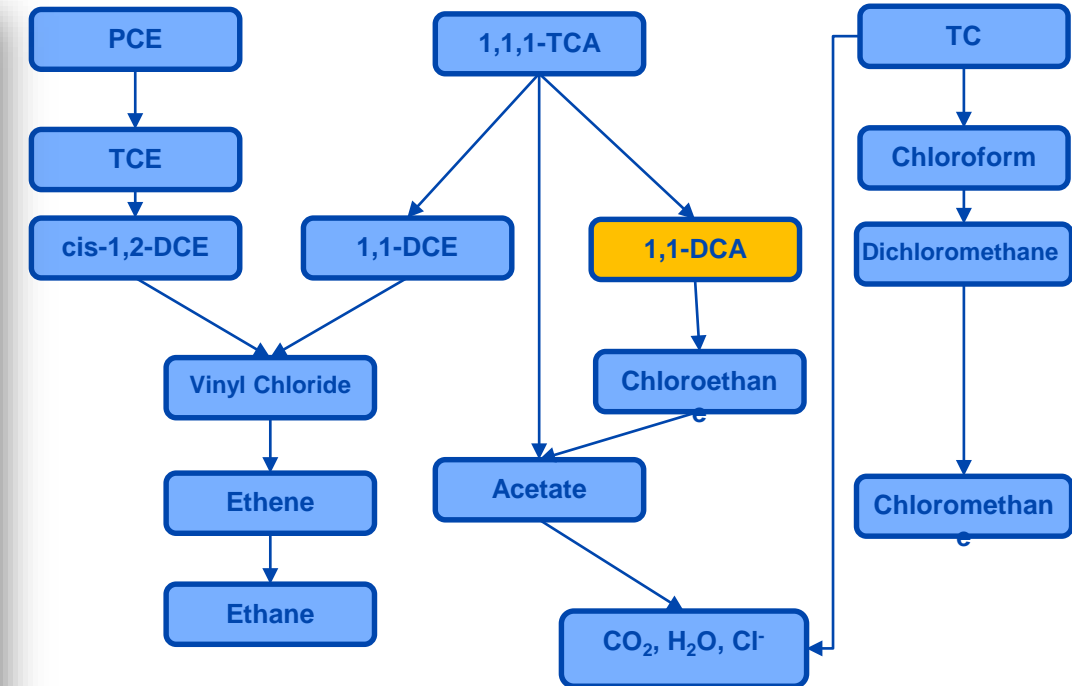 PCE
1,1,1-TCA
TC
TCE
Chloroform
cis-1,2-DCE
1,1-DCE
1,1-DCA
Dichloromethane
Vinyl Chloride
Chloroethan
e
Ethene
Acetate
Chloromethan
e
Ethane
CO₂, H₂O, Cl⁻